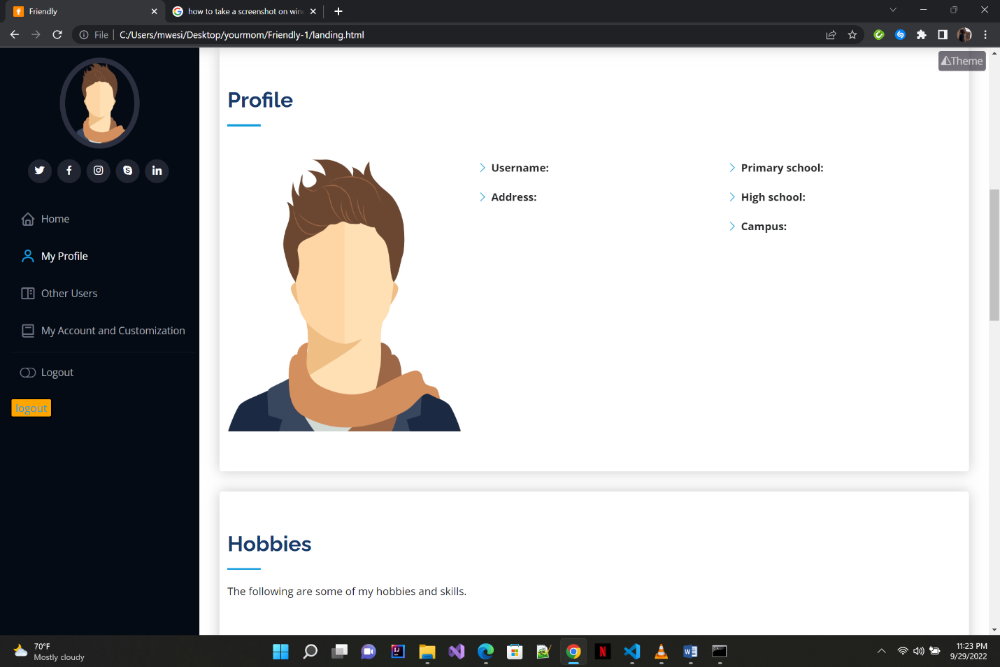 Friendly
how to take a screenshot on win
File
C:/Users/mwesi/Desktop/yourmom/Friendly-1/landing.html
Theme
Home
My Profile
Other Users
My Account and Customization
Logout
logout
Profile
Username:
Address:
Primary school:
High school:
Campus:
Hobbies
The following are some of my hobbies and skills.
70°F
Mostly cloudy
11:23 PM
9/29/2022